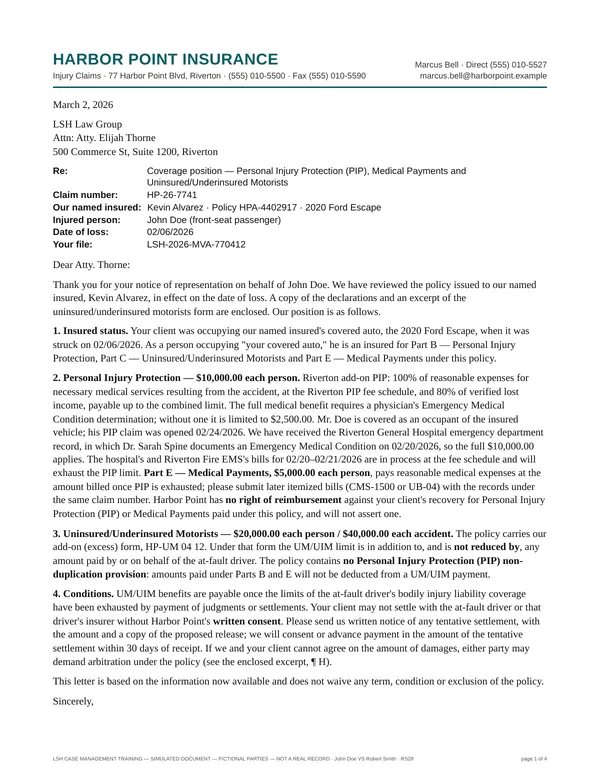 HARBOR POINT INSURANCE
Injury Claims · 77 Harbor Point Blvd, Riverton · (555) 010-5500 · Fax (555) 010-5590
Marcus Bell · Direct (555) 010-5527
marcus.bell@harborpoint.example
March 2, 2026
LSH Law Group
Attn: Atty. Elijah Thorne
500 Commerce St, Suite 1200, Riverton
Re: Coverage position — Personal Injury Protection (PIP), Medical Payments and
Uninsured/Underinsured Motorists
Claim number: HP-26-7741
Our named insured: Kevin Alvarez · Policy HPA-4402917 · 2020 Ford Escape
Injured person: John Doe (front-seat passenger)
Date of loss: 02/06/2026
Your file: LSH-2026-MVA-770412
Dear Atty. Thorne:
Thank you for your notice of representation on behalf of John Doe. We have reviewed the policy issued to our named
insured, Kevin Alvarez, in effect on the date of loss. A copy of the declarations and an excerpt of the
uninsured/underinsured motorists form are enclosed. Our position is as follows.
1. Insured status. Your client was occupying our named insured's covered auto, the 2020 Ford Escape, when it was
struck on 02/06/2026. As a person occupying "your covered auto," he is an insured for Part B — Personal Injury
Protection, Part C — Uninsured/Underinsured Motorists and Part E — Medical Payments under this policy.
2. Personal Injury Protection — $10,000.00 each person. Riverton add-on PIP: 100% of reasonable expenses for
necessary medical services resulting from the accident, at the Riverton PIP fee schedule, and 80% of verified lost
income, payable up to the combined limit. The full medical benefit requires a physician's Emergency Medical
Condition determination; without one it is limited to $2,500.00. Mr. Doe is covered as an occupant of the insured
vehicle; his PIP claim was opened 02/24/2026. We have received the Riverton General Hospital emergency department
record, in which Dr. Sarah Spine documents an Emergency Medical Condition on 02/20/2026, so the full $10,000.00
applies. The hospital's and Riverton Fire EMS's bills for 02/20–02/21/2026 are in process at the fee schedule and will
exhaust the PIP limit. Part E — Medical Payments, $5,000.00 each person, pays reasonable medical expenses at the
amount billed once PIP is exhausted; please submit later itemized bills (CMS-1500 or UB-04) with the records under
the same claim number. Harbor Point has no right of reimbursement against your client's recovery for Personal Injury
Protection (PIP) or Medical Payments paid under this policy, and will not assert one.
3. Uninsured/Underinsured Motorists — $20,000.00 each person / $40,000.00 each accident. The policy carries our
add-on (excess) form, HP-UM 04 12. Under that form the UM/UIM limit is in addition to, and is not reduced by, any
amount paid by or on behalf of the at-fault driver. The policy contains no Personal Injury Protection (PIP) non-
duplication provision: amounts paid under Parts B and E will not be deducted from a UM/UIM payment.
4. Conditions. UM/UIM benefits are payable once the limits of the at-fault driver's bodily injury liability coverage
have been exhausted by payment of judgments or settlements. Your client may not settle with the at-fault driver or that
driver's insurer without Harbor Point's written consent. Please send us written notice of any tentative settlement, with
the amount and a copy of the proposed release; we will consent or advance payment in the amount of the tentative
settlement within 30 days of receipt. If we and your client cannot agree on the amount of damages, either party may
demand arbitration under the policy (see the enclosed excerpt, ¶ H).
This letter is based on the information now available and does not waive any term, condition or exclusion of the policy.
Sincerely,
LSH CASE MANAGEMENT TRAINING — SIMULATED DOCUMENT — FICTIONAL PARTIES — NOT A REAL RECORD · John Doe VS Robert Smith ·
page 1 of 4